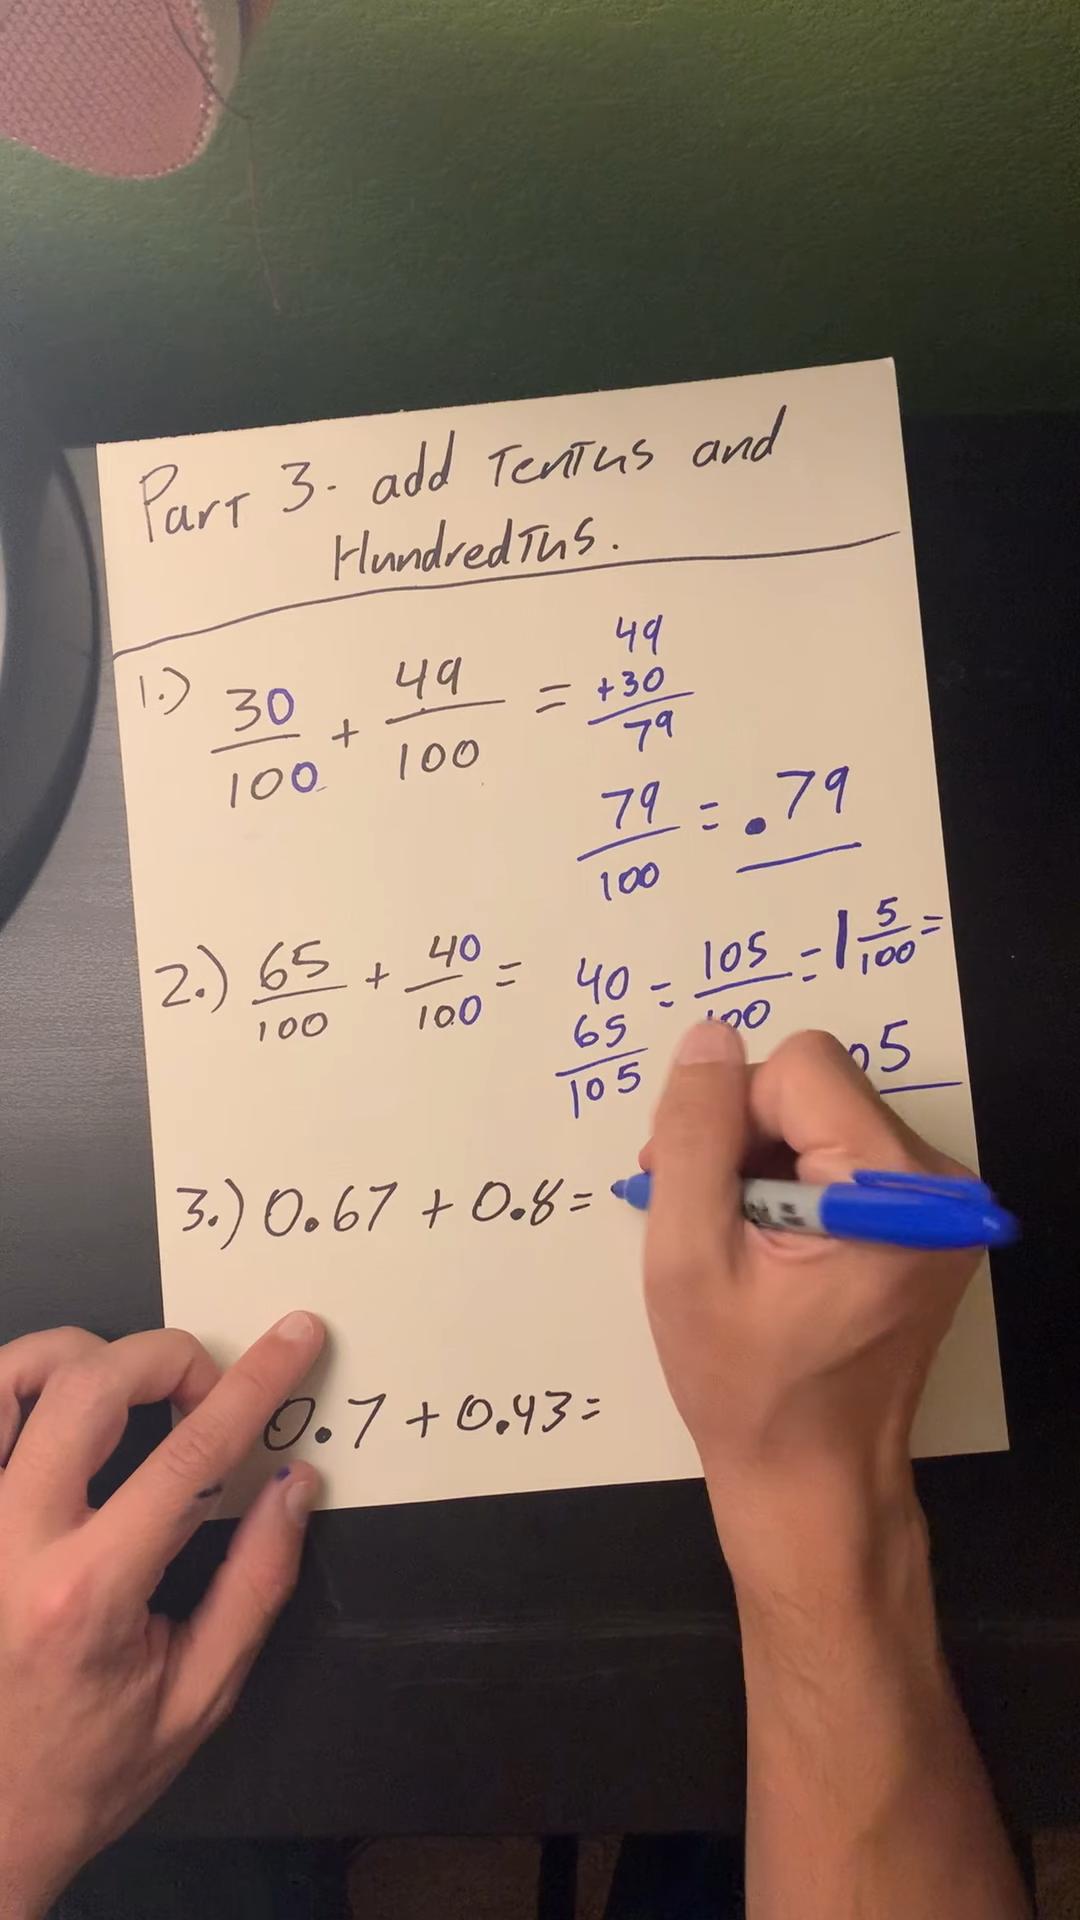 Part 3. add Tenths and
Hundredths.
1.) 30/100 + 49/100 =
49
+30
79
79/100 = .79
2.) 65/100 + 40/100 =
40
65
105
= 105/100 = 1 5/100 =
05
3.) 0.67 + 0.8=
0.7 + 0.43=